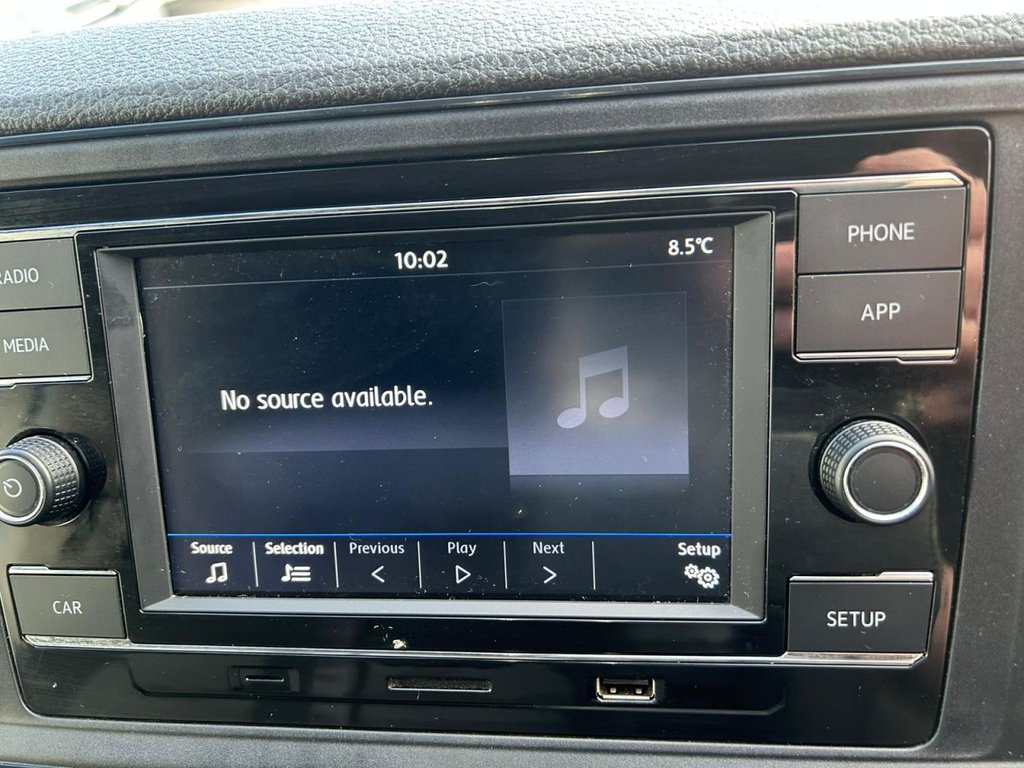 10:02
8.5°C
PHONE
RADIO
APP
MEDIA
No source available.
Source
Selection
Previous
Play
Next
Setup
CAR
SETUP